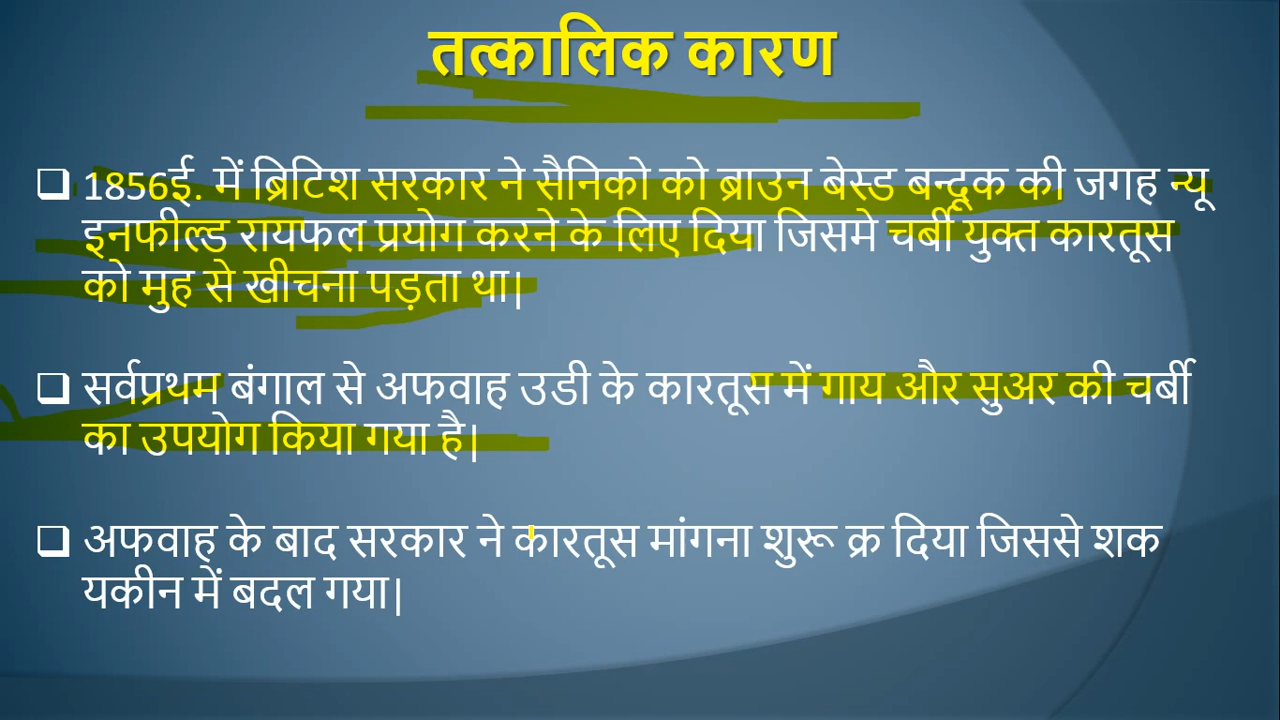 तत्कालिक कारण
❑ 1856ई. में ब्रिटिश सरकार ने सैनिको को ब्राउन बेस्ड बन्दूक की जगह न्यू
इनफील्ड रायफल प्रयोग करने के लिए दिया जिसमे चर्बी युक्त कारतूस
को मुह से खीचना पड़ता था|
❑ सर्वप्रथम बंगाल से अफवाह उडी के कारतूस में गाय और सुअर की चर्बी
का उपयोग किया गया है|
❑ अफवाह के बाद सरकार ने कारतूस मांगना शुरू क्र दिया जिससे शक
यकीन में बदल गया|